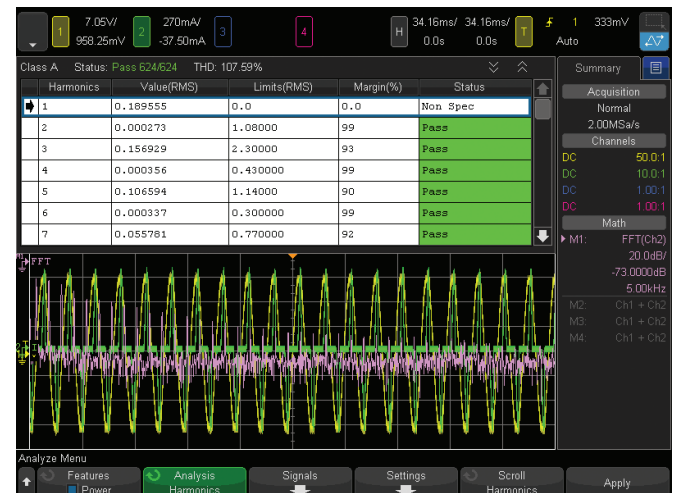 1 7.05V/ 2 270mA/ 3 4 H 34.16ms/ 34.16ms/ T 1 333mV
958.25mV -37.50mA 0.0s 0.0s Auto
Class A Status: Pass 624/624 THD: 107.59%
Harmonics Value(RMS) Limits(RMS) Margin(%) Status
1 0.189555 0.0 0.0 Non Spec
2 0.000273 1.08000 99 Pass
3 0.156929 2.30000 93 Pass
4 0.000356 0.430000 99 Pass
5 0.106594 1.14000 90 Pass
6 0.000337 0.300000 99 Pass
7 0.055781 0.770000 92 Pass
FFT
Summary
Acquisition
Normal
2.00MSa/s
Channels
DC 50.0:1
DC 10.0:1
DC 1.00:1
DC 1.00:1
Math
M1: FFT(Ch2)
20.0dB/
-73.0000dB
5.00kHz
M2: Ch1 + Ch2
M3: Ch1 + Ch2
M4: Ch1 + Ch2
Analyze Menu
Features Analysis Signals Settings Scroll Apply
Power Harmonics Harmonics